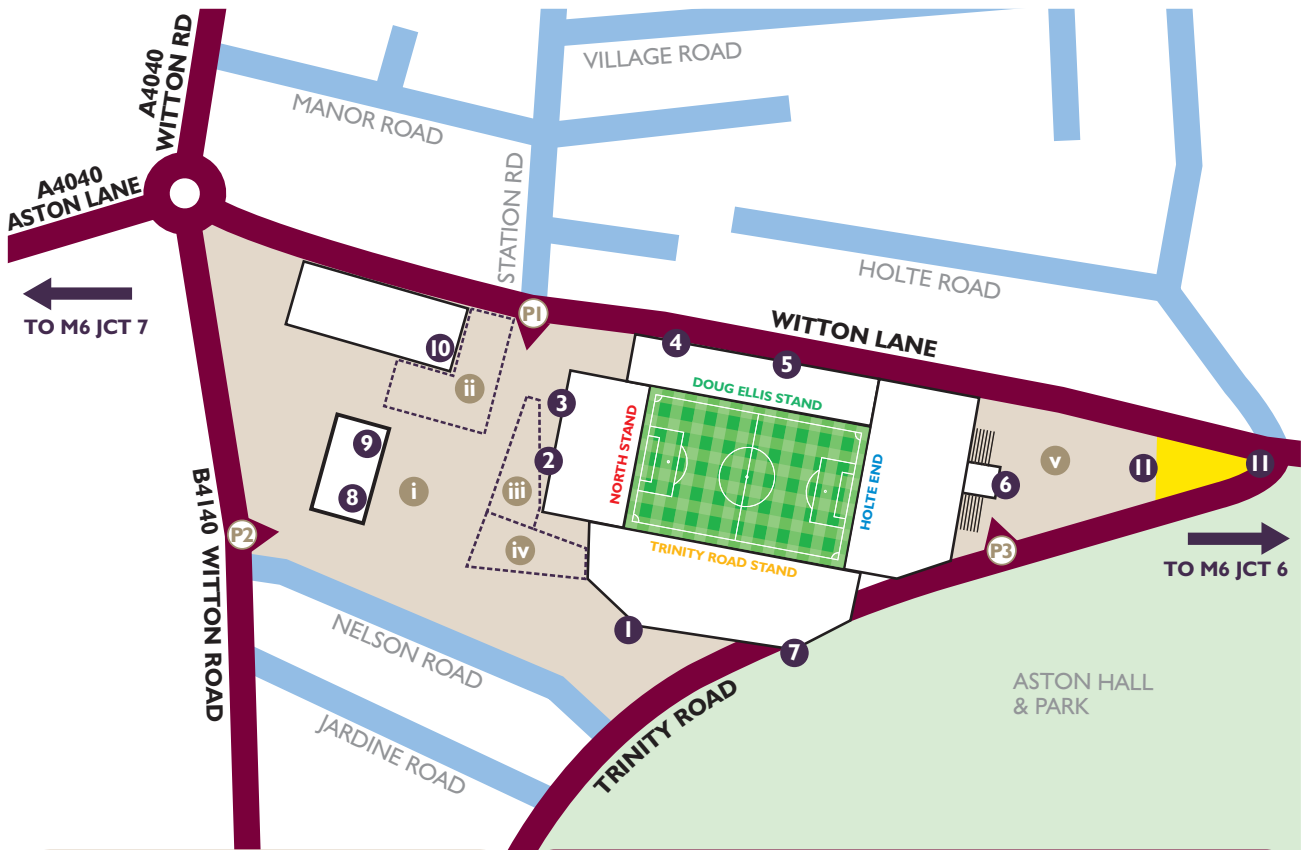 A4040
WITTON RD
VILLAGE ROAD
MANOR ROAD
A4040
ASTON LANE
STATION RD
HOLTE ROAD
TO M6 JCT 7
P1
WITTON LANE
10
4
5
ii
DOUG ELLIS STAND
3
9
NORTH STAND
2
HOLTE END
v
11
11
8
i
iii
6
B4140 WITTON ROAD
P2
iv
TRINITY ROAD STAND
P3
TO M6 JCT 6
NELSON ROAD
1
7
ASTON HALL
& PARK
TRINITY ROAD
JARDINE ROAD